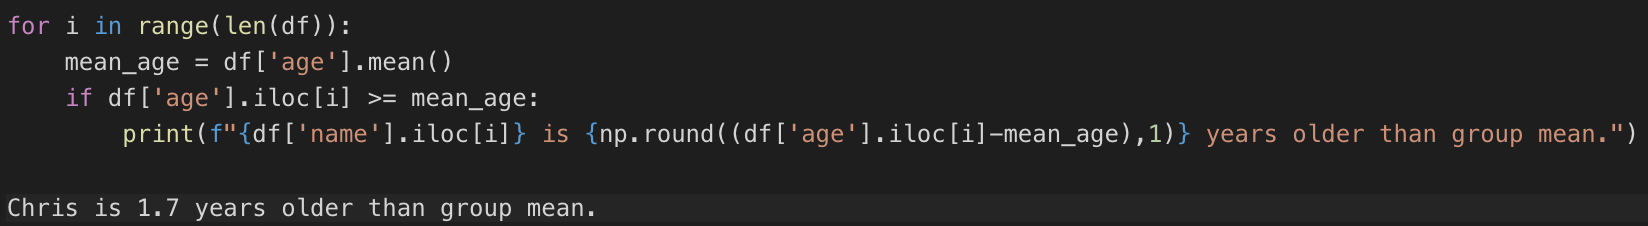 for i in range(len(df)):
    mean_age = df['age'].mean()
    if df['age'].iloc[i] >= mean_age:
        print(f"{df['name'].iloc[i]} is {np.round((df['age'].iloc[i]-mean_age),1)} years older than group mean.")
Chris is 1.7 years older than group mean.